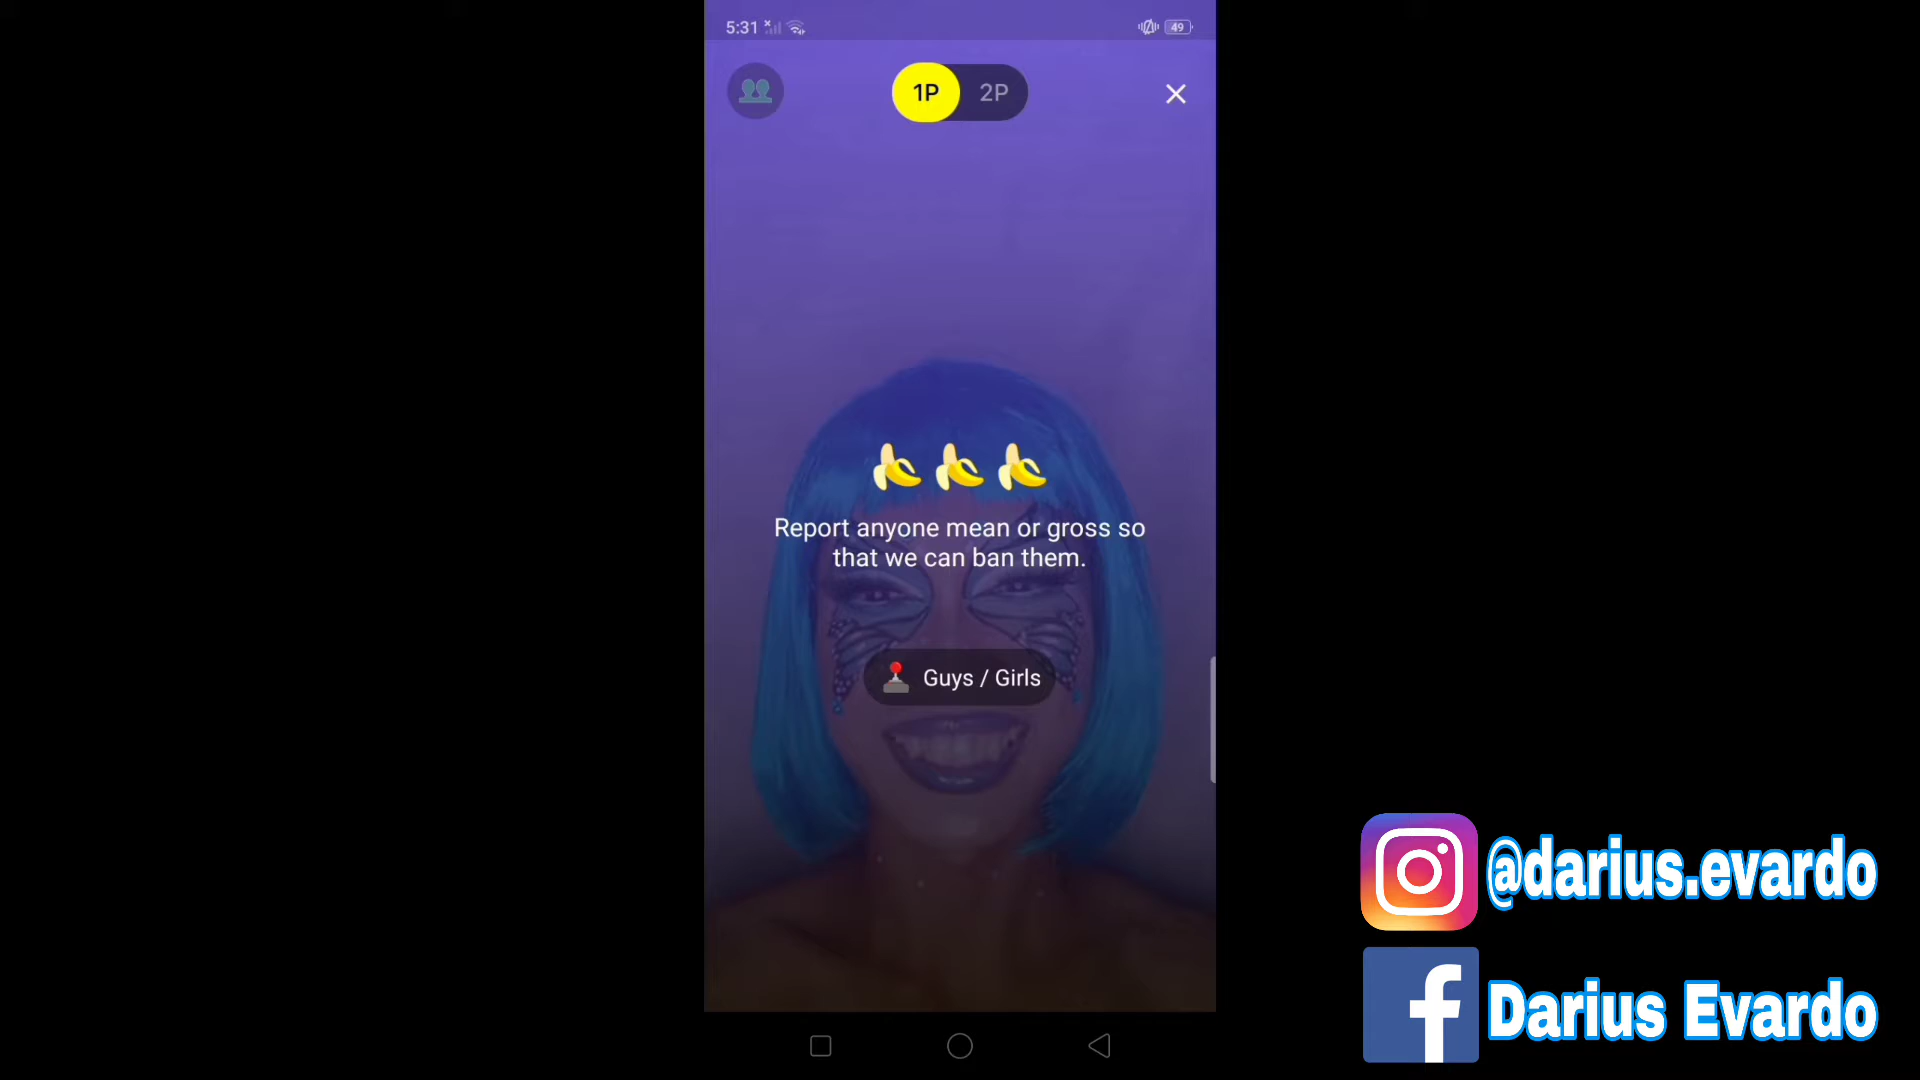 5:31
49
1P 2P
Report anyone mean or gross so
that we can ban them.
Guys / Girls
@darius.evardo
Darius Evardo